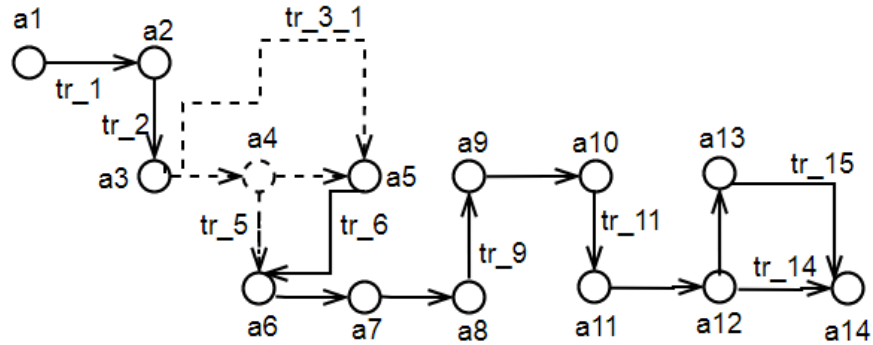 a1
a2
tr_3_1
tr_1
tr_2
a4
a9
a10
a13
a3
a5
tr_15
tr_5
tr_6
tr_9
tr_11
tr_14
a6
a7
a8
a11
a12
a14